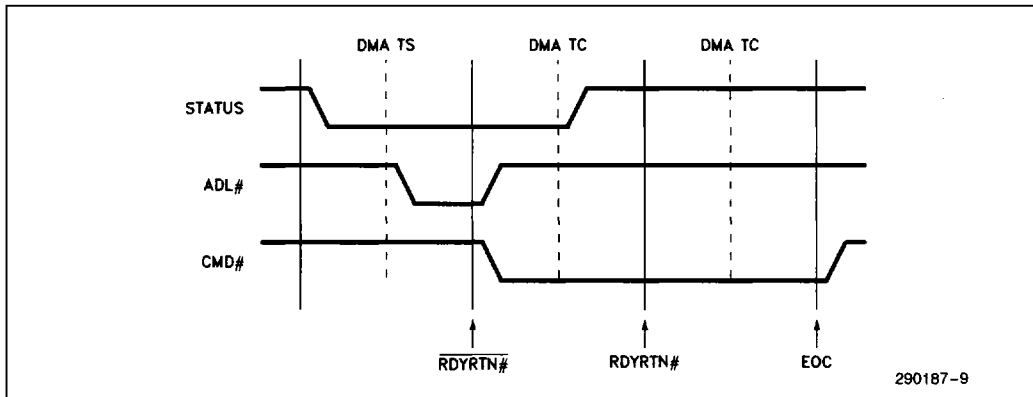 DMA TS DMA TC DMA TC
STATUS
ADL#
CMD#
RDYRTN# RDYRTN# EOC
290187-9